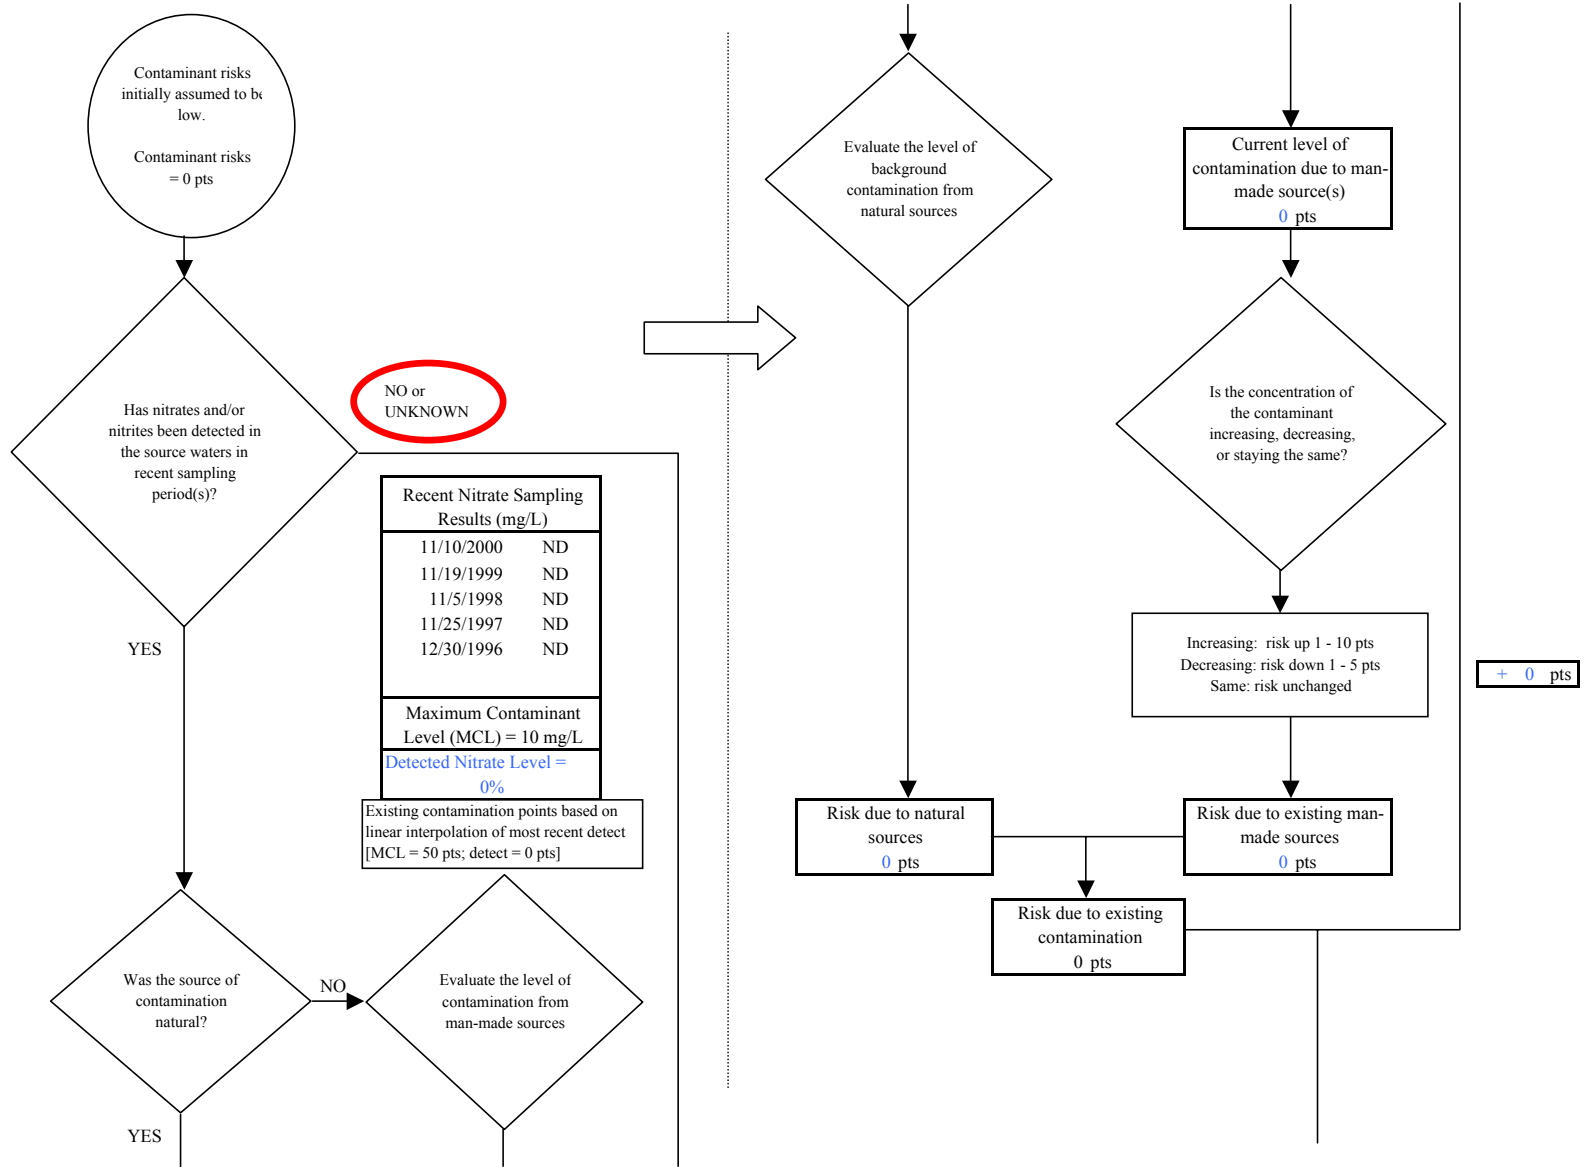 Contaminant risks
initially assumed to be
low.
Contaminant risks
= 0 pts
Has nitrates and/or
nitrites been detected in
the source waters in
recent sampling
period(s)?
NO or
UNKNOWN
YES
Recent Nitrate Sampling
Results (mg/L)
11/10/2000 ND
11/19/1999 ND
11/5/1998 ND
11/25/1997 ND
12/30/1996 ND
Maximum Contaminant
Level (MCL) = 10 mg/L
Detected Nitrate Level =
0%
Existing contamination points based on
linear interpolation of most recent detect
[MCL = 50 pts; detect = 0 pts]
Was the source of
contamination
natural?
NO
Evaluate the level of
contamination from
man-made sources
YES
Evaluate the level of
background
contamination from
natural sources
Current level of
contamination due to man-
made source(s)
0 pts
Is the concentration of
the contaminant
increasing, decreasing,
or staying the same?
Increasing: risk up 1 - 10 pts
Decreasing: risk down 1 - 5 pts
Same: risk unchanged
+ 0 pts
Risk due to natural
sources
0 pts
Risk due to existing man-
made sources
0 pts
Risk due to existing
contamination
0 pts